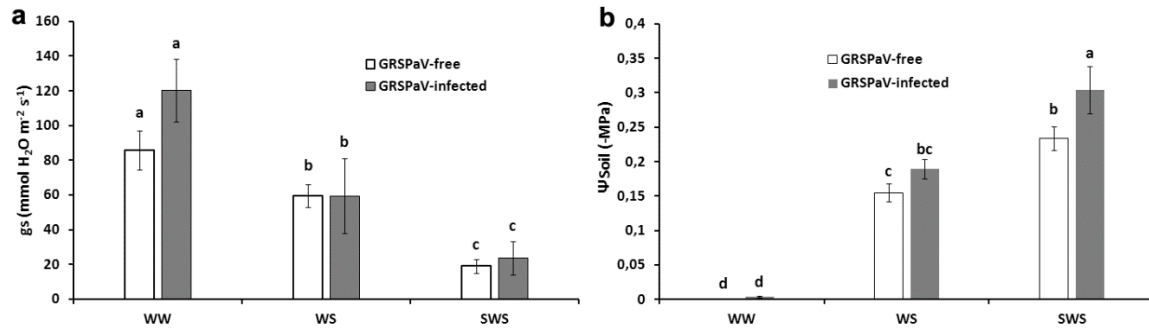 a
gs (mmol H₂O m⁻² s⁻¹)
160
140
120
100
80
60
40
20
0
GRSPaV-free
GRSPaV-infected
a
a
b
b
c
c
WW
WS
SWS
b
ΨSoil (-MPa)
0,4
0,35
0,3
0,25
0,2
0,15
0,1
0,05
0
GRSPaV-free
GRSPaV-infected
d
d
c
bc
b
a
WW
WS
SWS